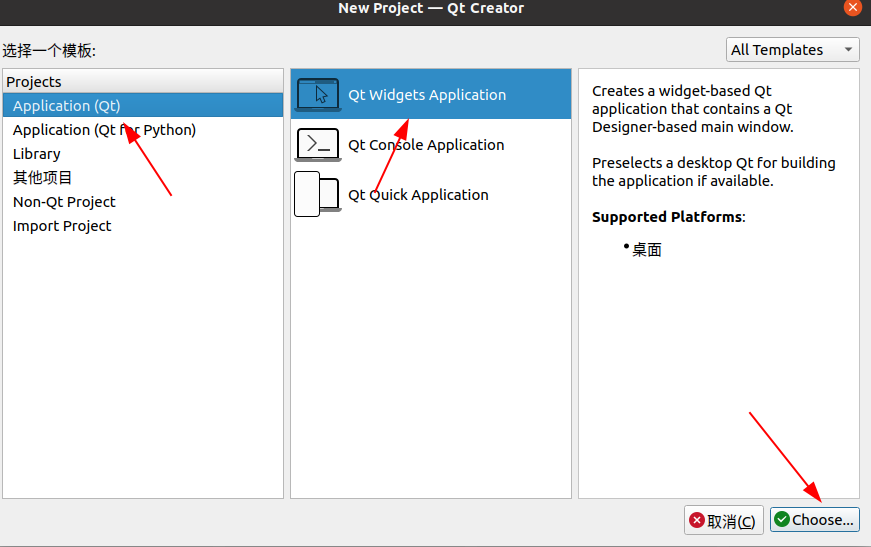 New Project — Qt Creator
选择一个模板:
All Templates
Projects
Application (Qt)
Application (Qt for Python)
Library
其他项目
Non-Qt Project
Import Project
Qt Widgets Application
Qt Console Application
Qt Quick Application
Creates a widget-based Qt
application that contains a Qt
Designer-based main window.
Preselects a desktop Qt for building
the application if available.
Supported Platforms:
桌面
取消(C)
Choose...